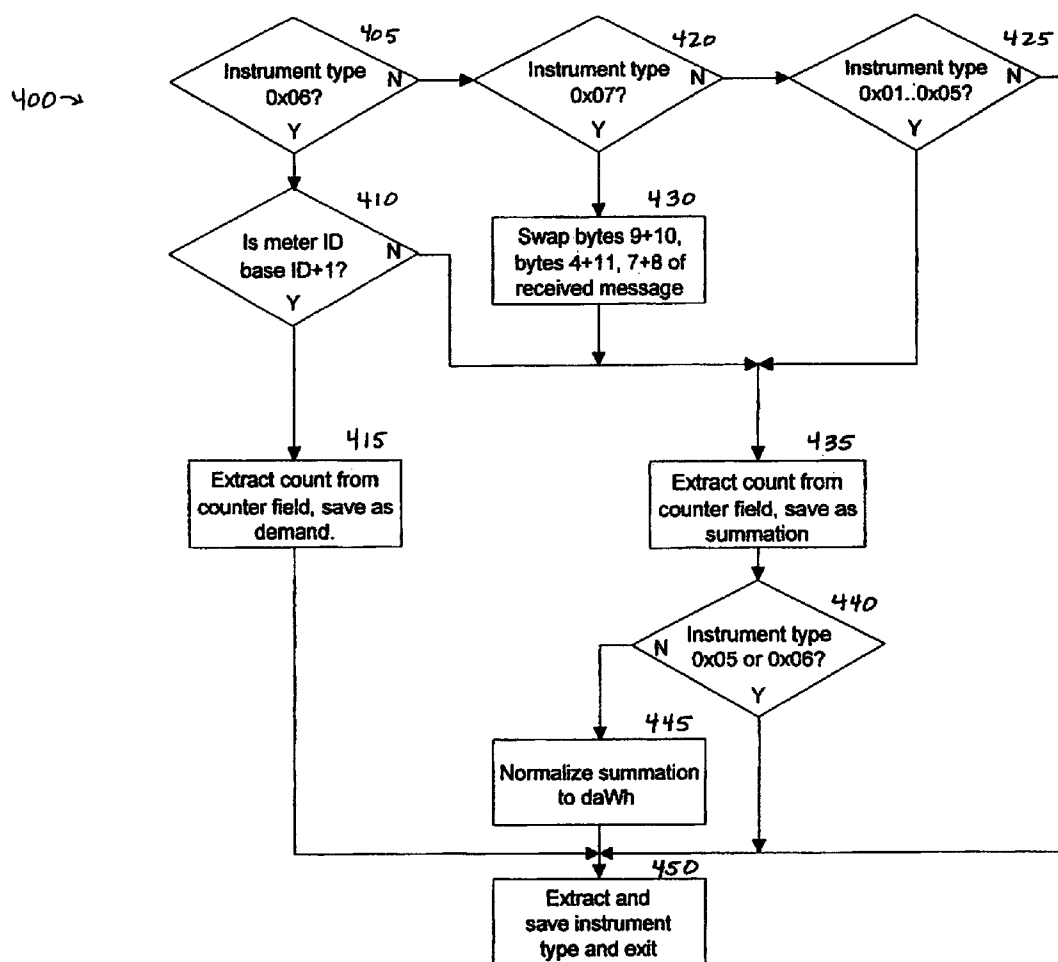 405
420
425
400
Instrument type
0x06?
N
Y
Instrument type
0x07?
N
Y
Instrument type
0x01..0x05?
N
Y
410
Is meter ID
base ID+1?
N
Y
430
Swap bytes 9+10,
bytes 4+11, 7+8 of
received message
415
Extract count from
counter field, save as
demand.
435
Extract count from
counter field, save as
summation
440
Instrument type
0x05 or 0x06?
N
Y
445
Normalize summation
to daWh
450
Extract and
save instrument
type and exit